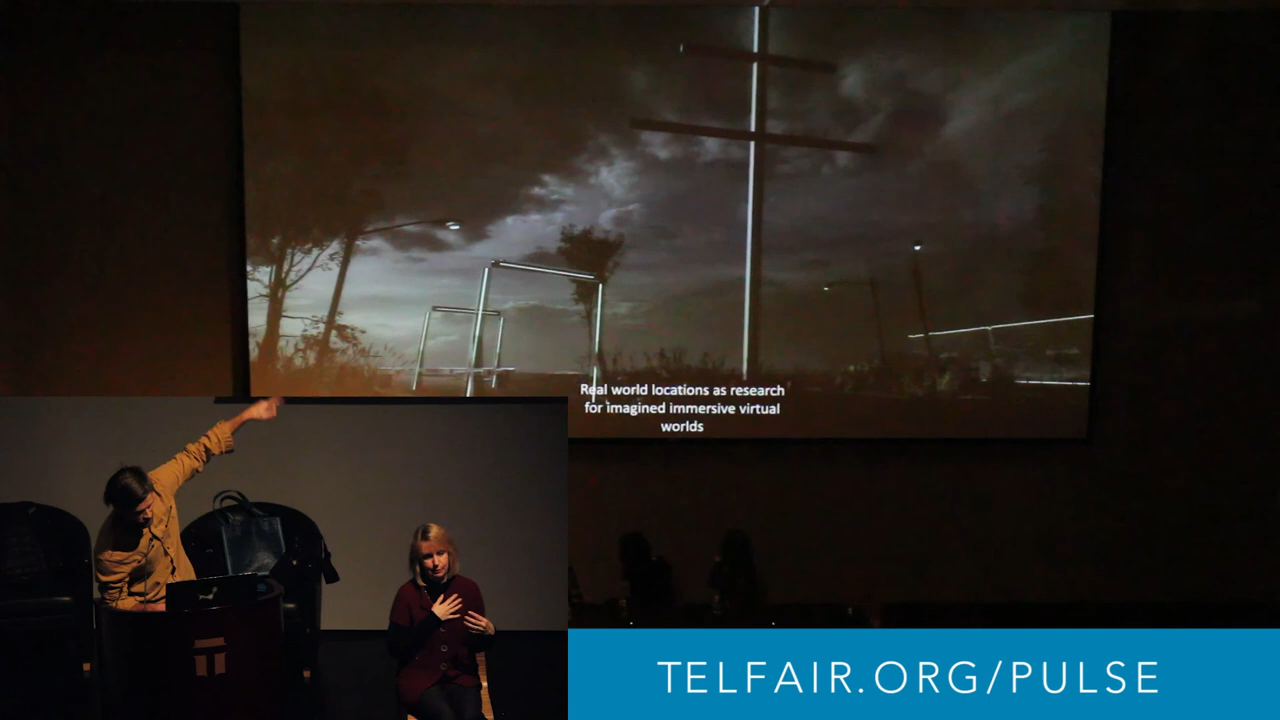 Real world locations as research
for imagined immersive virtual
worlds
TELFAIR.ORG/PULSE